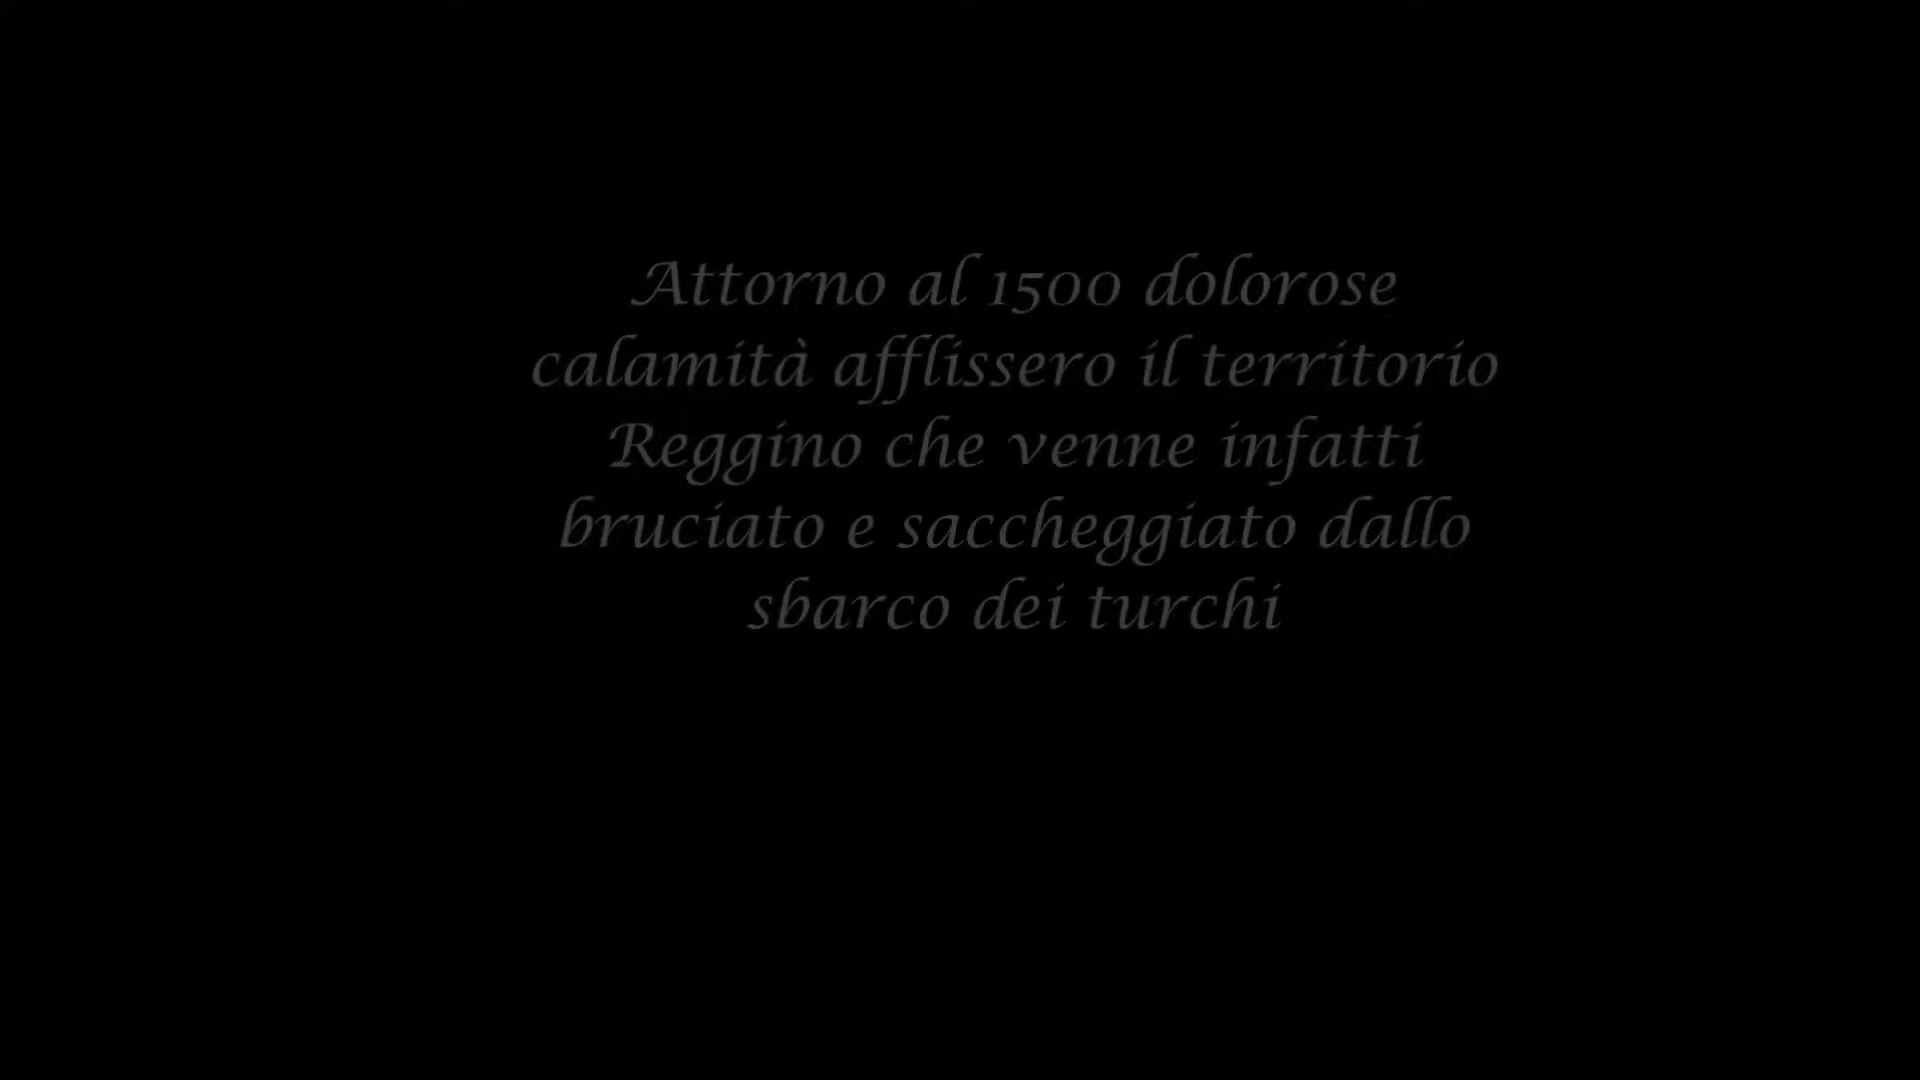 Attorno al 1500 dolorose
calamità afflissero il territorio
Reggino che venne infatti
bruciato e saccheggiato dallo
sbarco dei turchi